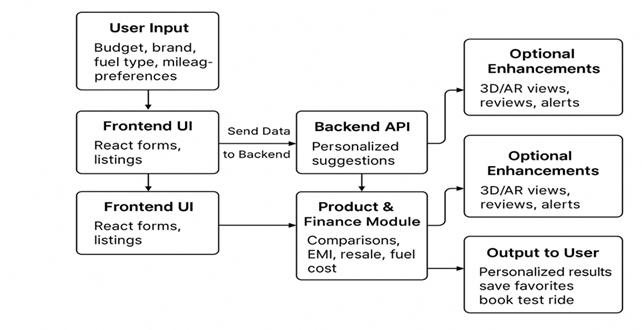 User Input
Budget, brand,
fuel type, mileag-
preferences
Frontend UI
React forms,
listings
Send Data
to Backend
Backend API
Personalized
suggestions
Optional
Enhancements
3D/AR views,
reviews, alerts
Frontend UI
React forms,
listings
Product &
Finance Module
Comparisons,
EMI, resale, fuel
cost
Optional
Enhancements
3D/AR views,
reviews, alerts
Output to User
Personalized results
save favorites
book test ride